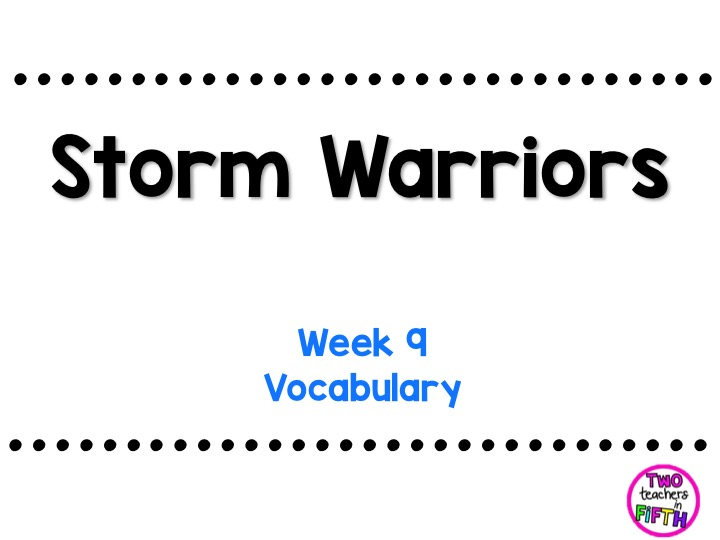 Storm Warriors
Week 9
Vocabulary
TWO
teachers
in
FiFTH